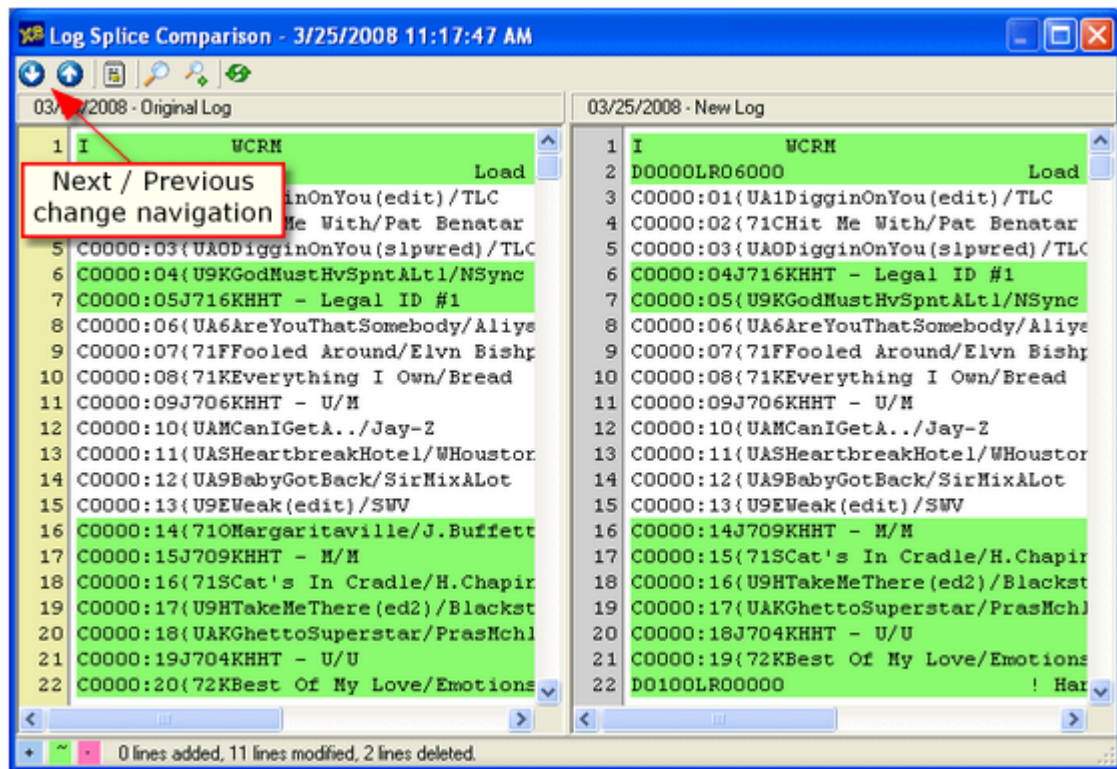 Log Splice Comparison - 3/25/2008 11:17:47 AM
03/ /2008 - Original Log
03/25/2008 - New Log
Next / Previous
change navigation
1 I WCRM
Load
inOnYou(edit)/TLC
Me With/Pat Benatar
5 C0000:03{UA0DigginOnYou(slpwred)/TLC
6 C0000:04{U9KGodMustHvSpntALtl/NSync
7 C0000:05J716KHHT - Legal ID #1
8 C0000:06{UA6AreYouThatSomebody/Aliya
9 C0000:07{71FFooled Around/Elvn Bishp
10 C0000:08{71KEverything I Own/Bread
11 C0000:09J706KHHT - U/M
12 C0000:10{UAMCanIGetA../Jay-Z
13 C0000:11{UASHeartbreakHotel/WHouston
14 C0000:12{UA9BabyGotBack/SirMixALot
15 C0000:13{U9EWeak(edit)/SWV
16 C0000:14{71OMargaritaville/J.Buffett
17 C0000:15J709KHHT - M/M
18 C0000:16{71SCat's In Cradle/H.Chapin
19 C0000:17{U9HTakeMeThere(ed2)/Blackst
20 C0000:18{UAKGhettoSuperstar/PrasMchl
21 C0000:19J704KHHT - U/U
22 C0000:20{72KBest Of My Love/Emotions
1 I WCRM
2 D0000LR06000 Load
3 C0000:01{UA1DigginOnYou(edit)/TLC
4 C0000:02{71CHit Me With/Pat Benatar
5 C0000:03{UA0DigginOnYou(slpwred)/TLC
6 C0000:04J716KHHT - Legal ID #1
7 C0000:05{U9KGodMustHvSpntALtl/NSync
8 C0000:06{UA6AreYouThatSomebody/Aliya
9 C0000:07{71FFooled Around/Elvn Bishp
10 C0000:08{71KEverything I Own/Bread
11 C0000:09J706KHHT - U/M
12 C0000:10{UAMCanIGetA../Jay-Z
13 C0000:11{UASHeartbreakHotel/WHouston
14 C0000:12{UA9BabyGotBack/SirMixALot
15 C0000:13{U9EWeak(edit)/SWV
16 C0000:14J709KHHT - M/M
17 C0000:15{71SCat's In Cradle/H.Chapin
18 C0000:16{U9HTakeMeThere(ed2)/Blackst
19 C0000:17{UAKGhettoSuperstar/PrasMchl
20 C0000:18J704KHHT - U/U
21 C0000:19{72KBest Of My Love/Emotions
22 D0100LR00000 ! Har
+ ~ - 0 lines added, 11 lines modified, 2 lines deleted.